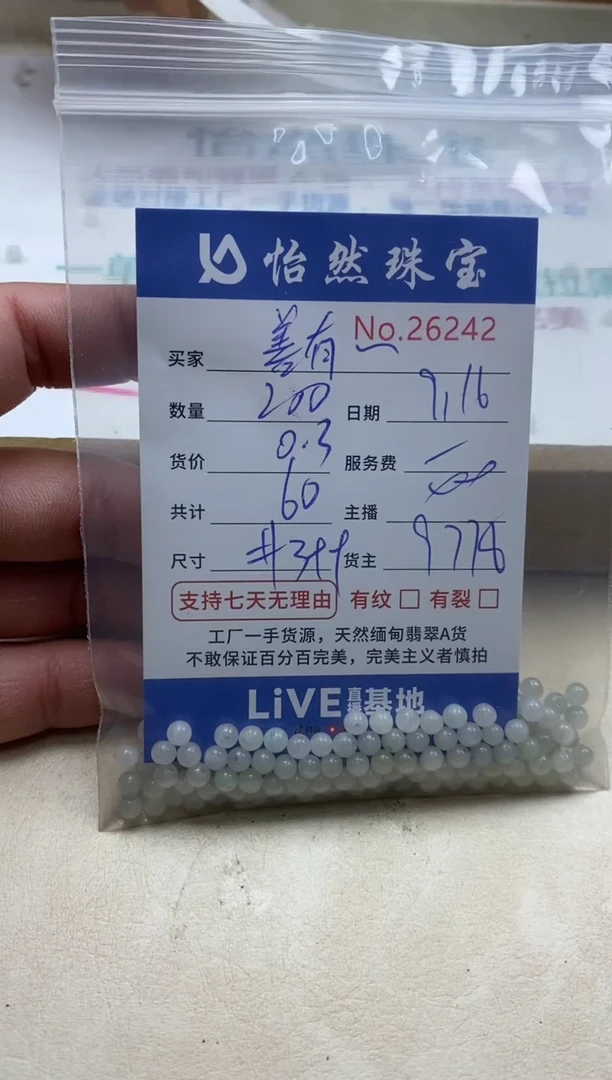 怡然珠宝
No.26242
买家 善有一
数量 200 日期 9,16
货价 0.3 服务费
共计 60 主播
尺寸 货主
支持七天无理由 有纹 □ 有裂 □
工厂一手货源，天然缅甸翡翠A货
不敢保证百分百完美，完美主义者慎拍
LiVE 直播 基地